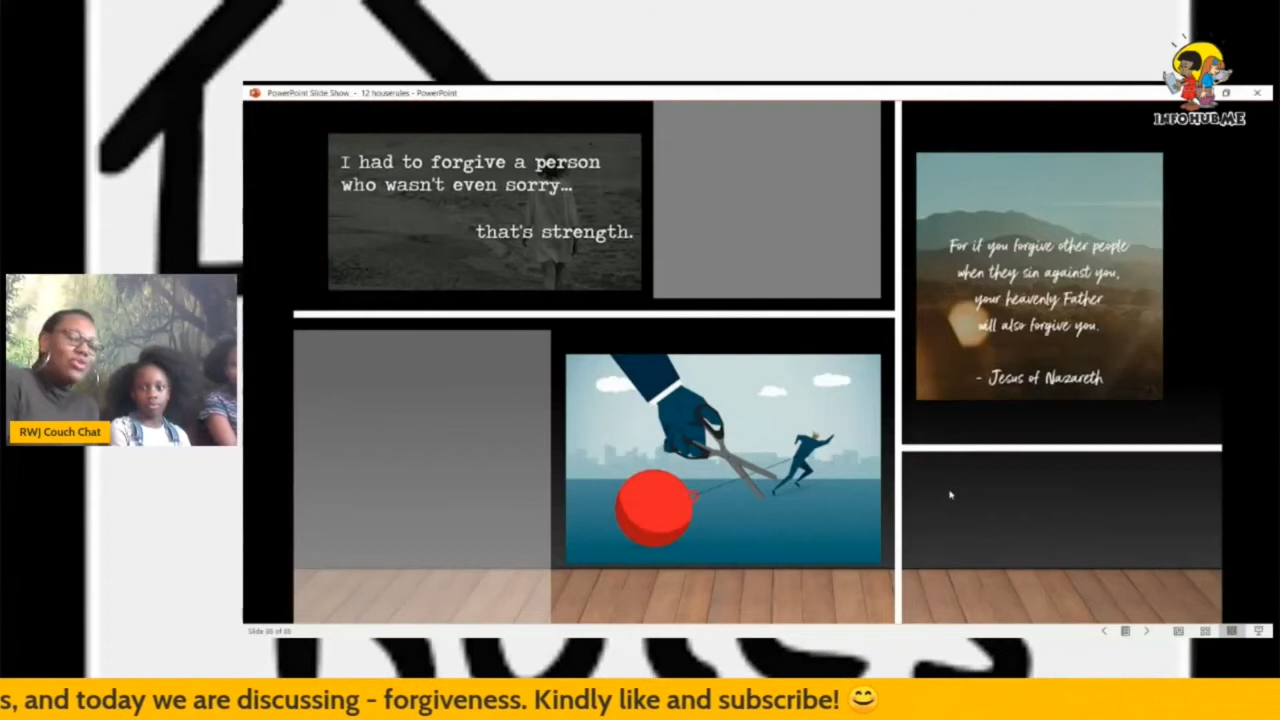 PowerPoint Slide Show - 12 houserules - PowerPoint
INFOHUB.ME
I had to forgive a person
who wasn't even sorry...
that's strength.
For if you forgive other people
when they sin against you,
your heavenly Father
will also forgive you.
- Jesus of Nazareth
RWJ Couch Chat
s, and today we are discussing - forgiveness. Kindly like and subscribe! 😊